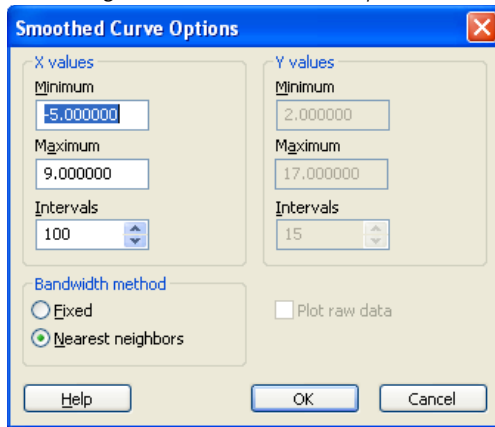 Smoothed Curve Options
X values
Minimum
-5.000000
Maximum
9.000000
Intervals
100
Y values
Minimum
2.000000
Maximum
17.000000
Intervals
15
Bandwidth method
Fixed
Nearest neighbors
Plot raw data
Help
OK
Cancel